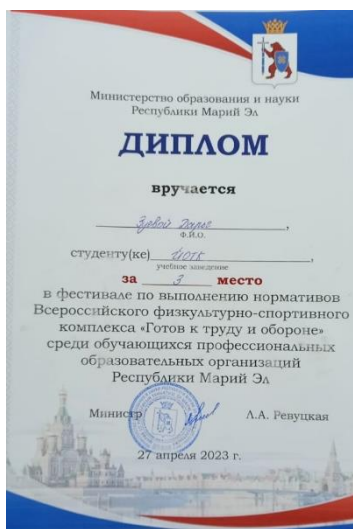 Министерство образования и науки
Республики Марий Эл
ДИПЛОМ
вручается
Дарье,
Ф.И.О.
студенту(ке)
учебное заведение
за 3 место
в фестивале по выполнению нормативов
Всероссийского физкультурно-спортивного
комплекса «Готов к труду и обороне»
среди обучающихся профессиональных
образовательных организаций
Республики Марий Эл
Министр Л.А. Ревуцкая
27 апреля 2023 г.